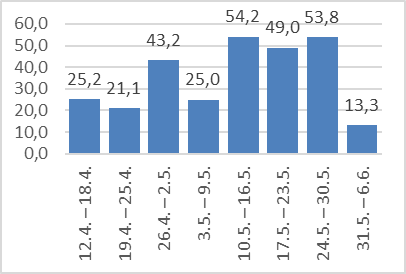 60,0
50,0
40,0
30,0
20,0
10,0
0,0
25,2
21,1
43,2
25,0
54,2
49,0
53,8
13,3
12.4. – 18.4.
19.4. – 25.4.
26.4. – 2.5.
3.5. – 9.5.
10.5. – 16.5.
17.5. – 23.5.
24.5. – 30.5.
31.5. – 6.6.